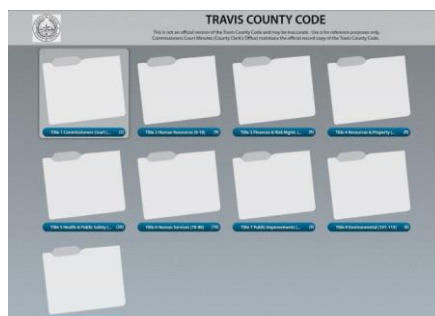 TRAVIS COUNTY CODE
This is not an official version of the Travis County Code and may be inaccurate. Use is for reference purposes only.
Commissioners Court Minutes (County Clerk's Office) maintains the official record copy of the Travis County Code.
Title 1 Commissioners Court (...
Title 2 Human Resources (9-10)
Title 3 Finances & Risk Mgmt. (...
Title 4 Resources & Property (...
Title 5 Health & Public Safety (...
Title 6 Human Services (
Title 7 Public Improvements (...
Title 8 Environmental (101-